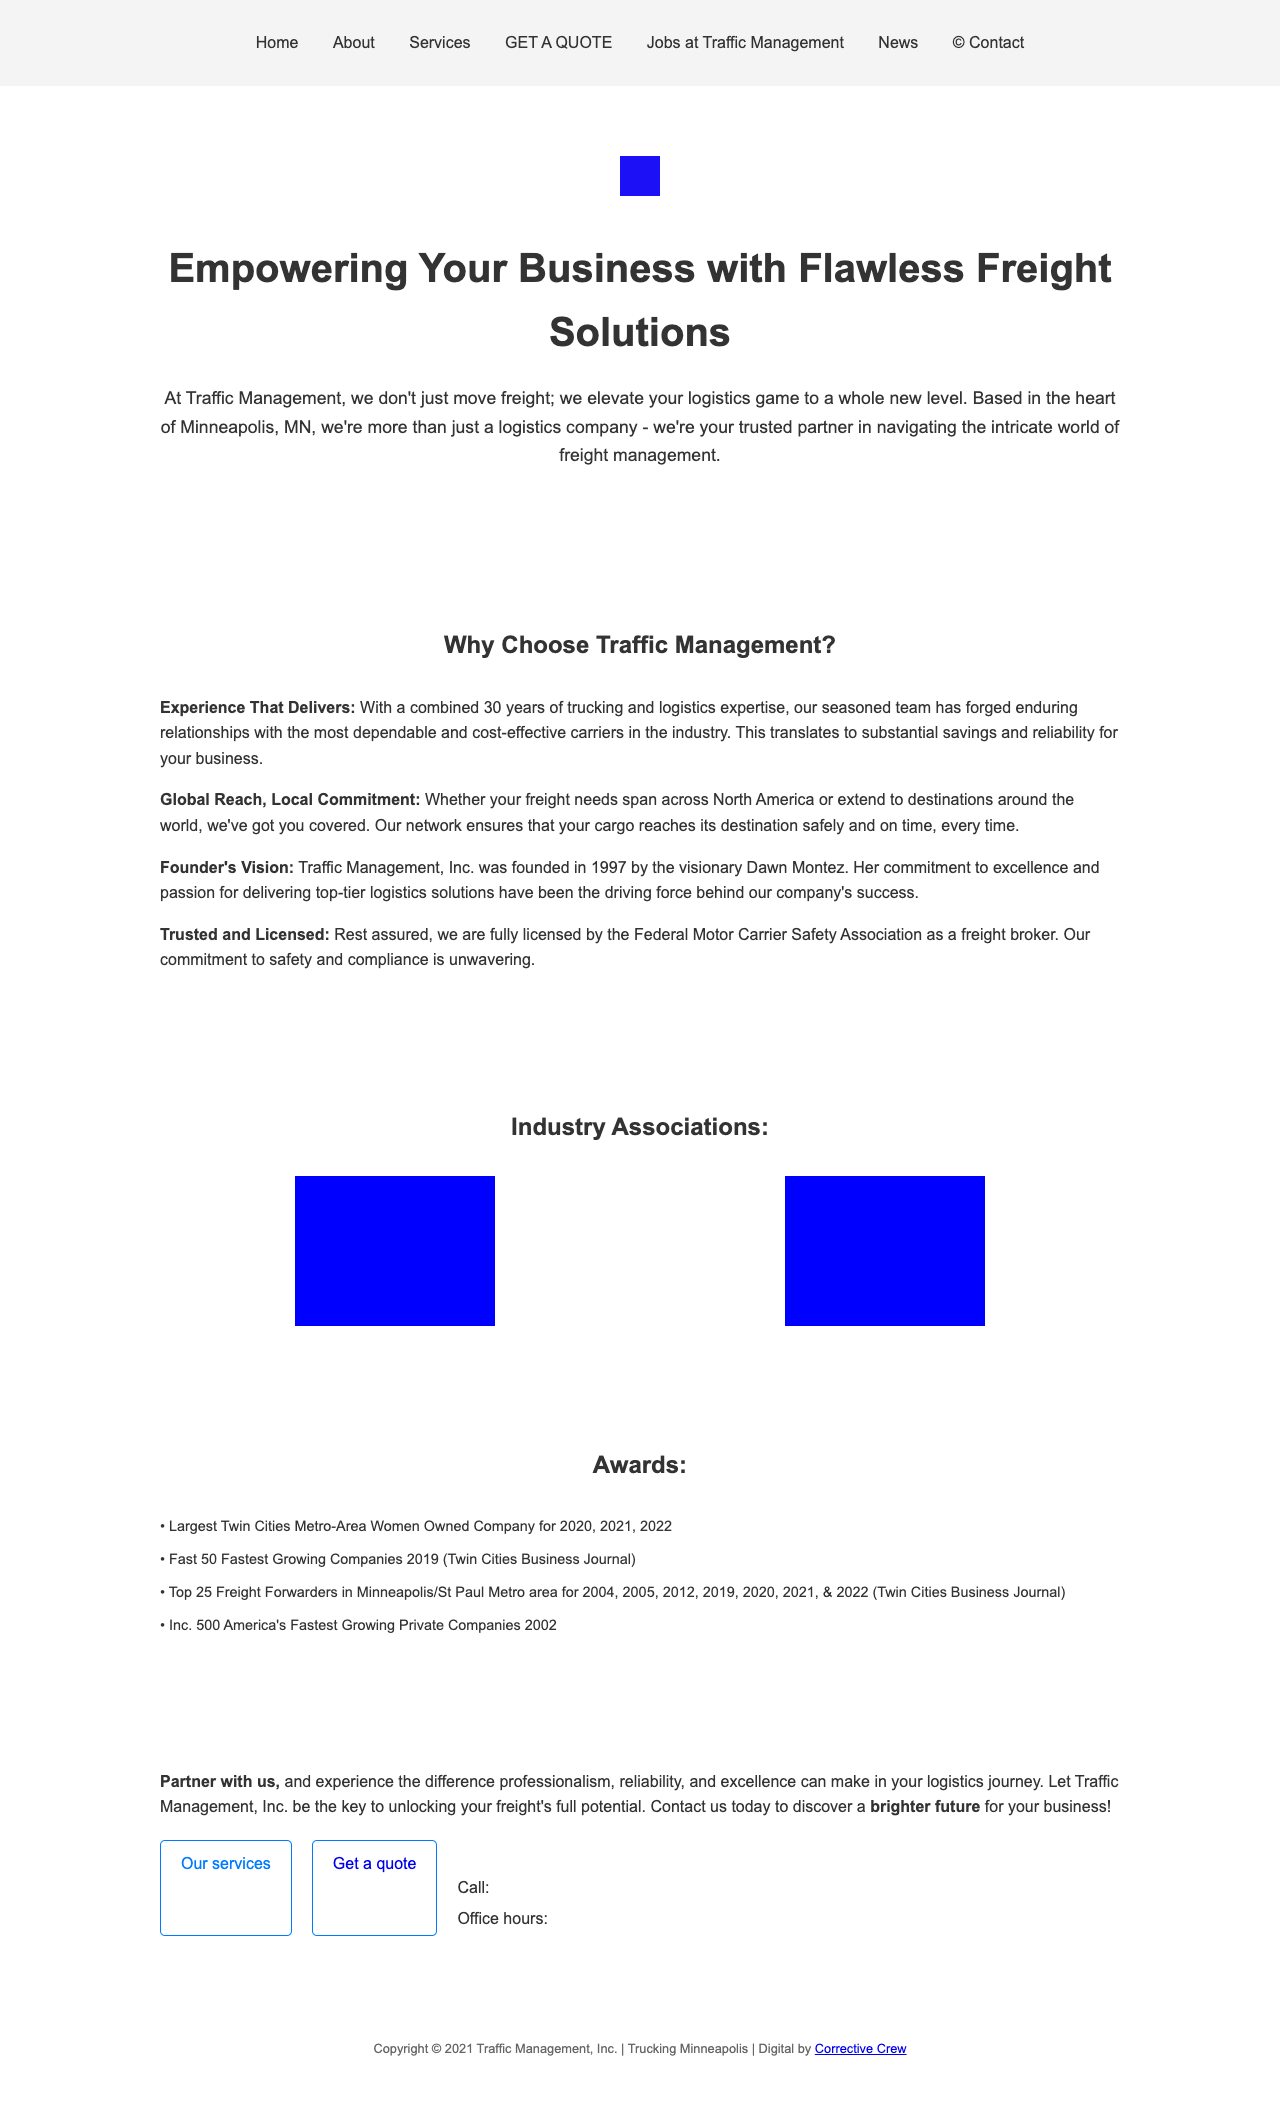 Home About Services GET A QUOTE Jobs at Traffic Management News © Contact
Empowering Your Business with Flawless Freight
Solutions
At Traffic Management, we don't just move freight; we elevate your logistics game to a whole new level. Based in the heart
of Minneapolis, MN, we're more than just a logistics company - we're your trusted partner in navigating the intricate world of
freight management.
Why Choose Traffic Management?
Experience That Delivers: With a combined 30 years of trucking and logistics expertise, our seasoned team has forged enduring
relationships with the most dependable and cost-effective carriers in the industry. This translates to substantial savings and reliability for
your business.
Global Reach, Local Commitment: Whether your freight needs span across North America or extend to destinations around the
world, we've got you covered. Our network ensures that your cargo reaches its destination safely and on time, every time.
Founder's Vision: Traffic Management, Inc. was founded in 1997 by the visionary Dawn Montez. Her commitment to excellence and
passion for delivering top-tier logistics solutions have been the driving force behind our company's success.
Trusted and Licensed: Rest assured, we are fully licensed by the Federal Motor Carrier Safety Association as a freight broker. Our
commitment to safety and compliance is unwavering.
Industry Associations:
Awards:
• Largest Twin Cities Metro-Area Women Owned Company for 2020, 2021, 2022
• Fast 50 Fastest Growing Companies 2019 (Twin Cities Business Journal)
• Top 25 Freight Forwarders in Minneapolis/St Paul Metro area for 2004, 2005, 2012, 2019, 2020, 2021, & 2022 (Twin Cities Business Journal)
• Inc. 500 America's Fastest Growing Private Companies 2002
Partner with us, and experience the difference professionalism, reliability, and excellence can make in your logistics journey. Let Traffic
Management, Inc. be the key to unlocking your freight's full potential. Contact us today to discover a brighter future for your business!
Our services Get a quote
Call:
Office hours:
Copyright © 2021 Traffic Management, Inc. | Trucking Minneapolis | Digital by Corrective Crew